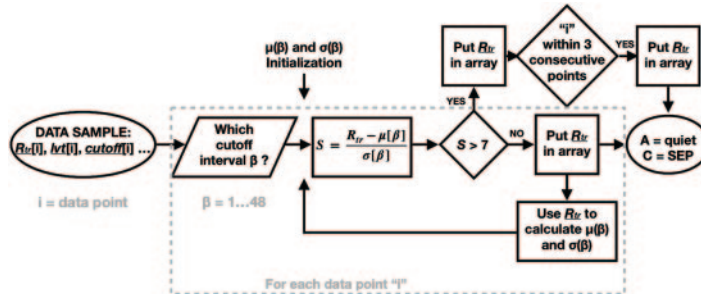 μ(β) and σ(β)
Initialization
DATA SAMPLE:
Rtr[i], lvt[i], cutoff[i] ...
i = data point
Which
cutoff
interval β ?
β = 1...48
S = Rtr − μ[β] / σ[β]
S > 7
YES
NO
Put Rtr
in array
"i"
within 3
consecutive
points
YES
Put Rtr
in array
Put Rtr
in array
A = quiet
C = SEP
Use Rtr to
calculate μ(β)
and σ(β)
For each data point "i"